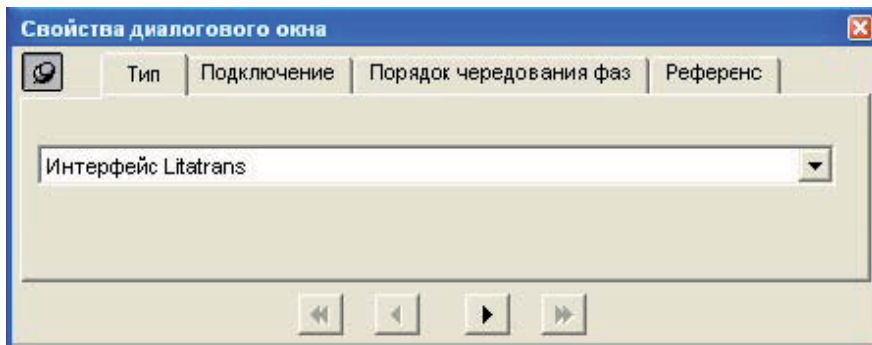 Свойства диалогового окна
Тип Подключение Порядок чередования фаз Референс
Интерфейс Litatrans